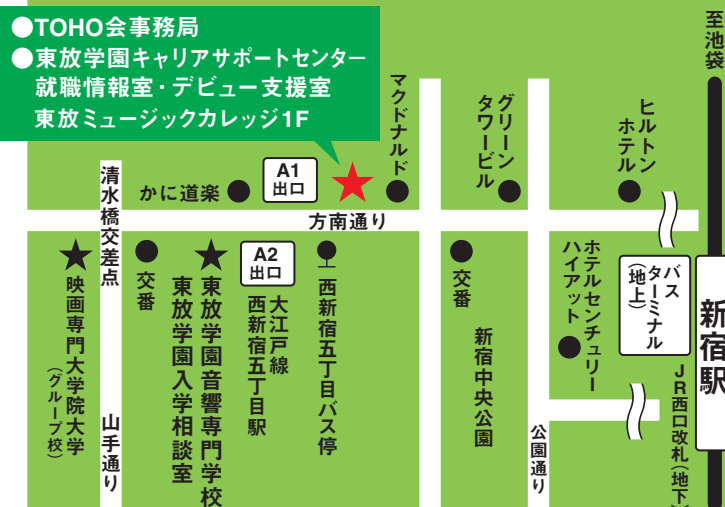 ●TOHO会事務局
●東放学園キャリアサポートセンター
就職情報室・デビュー支援室
東放ミュージックカレッジ1F
至池袋
マクドナルド
グリーン
タワービル
ヒルトン
ホテル
清水橋交差点
かに道楽
A1
出口
方南通り
映画専門大学院大学
(グループ校)
山手通り
交番
東放学園音響専門学校
東放学園入学相談室
A2
出口
大江戸線
西新宿五丁目駅
西新宿五丁目バス停
交番
新宿中央公園
公園通り
ホテルセンチュリー
ハイアット
バス
ターミナル
(地上)
新宿駅
JR西口改札(地下)